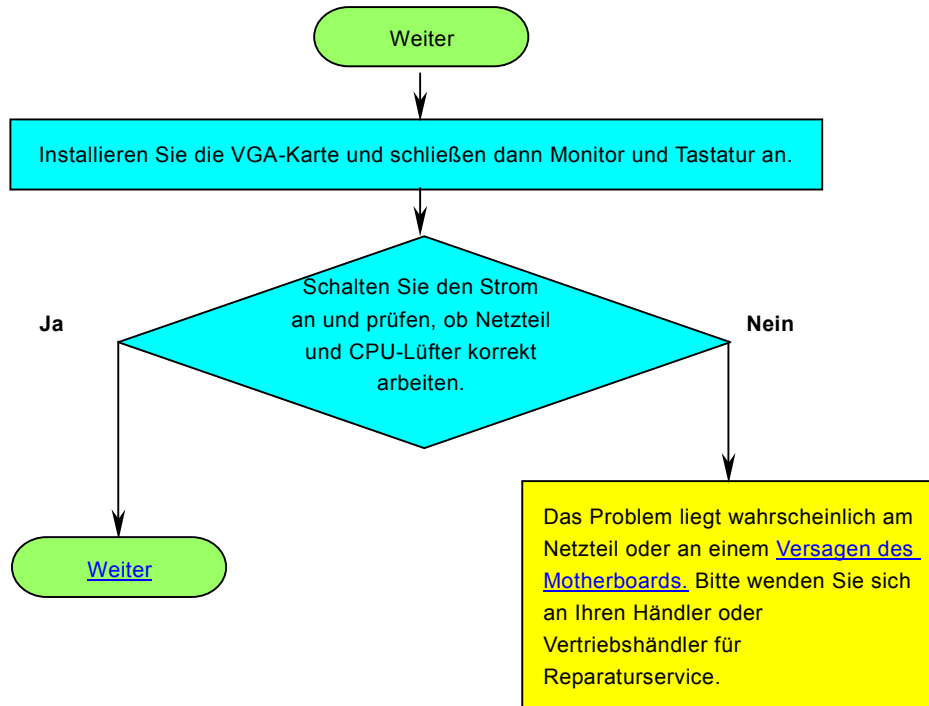 Weiter
Installieren Sie die VGA-Karte und schließen dann Monitor und Tastatur an.
Schalten Sie den Strom
an und prüfen, ob Netzteil
und CPU-Lüfter korrekt
arbeiten.
Ja
Nein
Weiter
Das Problem liegt wahrscheinlich am
Netzteil oder an einem Versagen des
Motherboards. Bitte wenden Sie sich
an Ihren Händler oder
Vertriebshändler für
Reparaturservice.